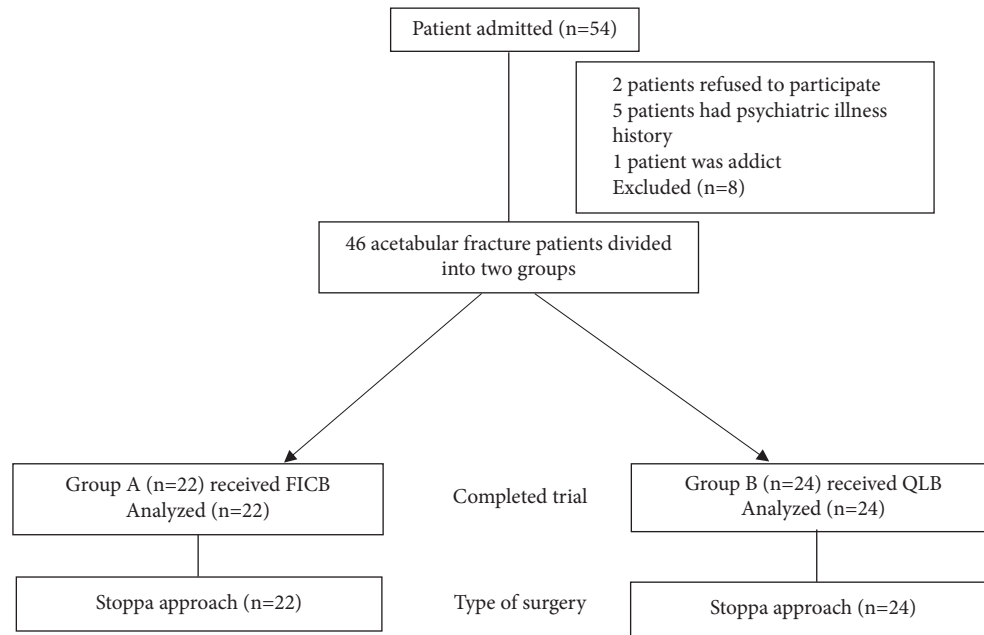 Patient admitted (n=54)
2 patients refused to participate
5 patients had psychiatric illness
history
1 patient was addict
Excluded (n=8)
46 acetabular fracture patients divided
into two groups
Group A (n=22) received FICB
Analyzed (n=22)
Completed trial
Group B (n=24) received QLB
Analyzed (n=24)
Stoppa approach (n=22)
Type of surgery
Stoppa approach (n=24)